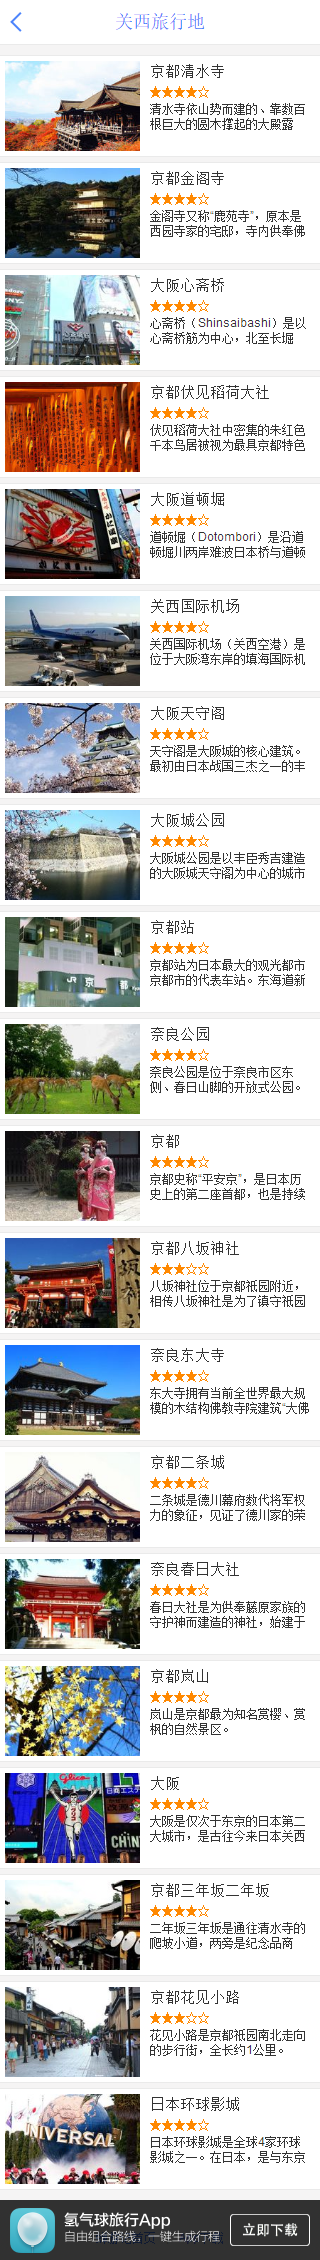 关西旅行地
京都清水寺
★★★★☆
清水寺依山势而建的、靠数百
根巨大的圆木撑起的大殿露
京都金阁寺
★★★★☆
金阁寺又称“鹿苑寺”，原本是
西园寺家的宅邸，寺内供奉佛
大阪心斋桥
★★★★☆
心斋桥（Shinsaibashi）是以
心斋桥筋为中心，北至长堀
京都伏见稻荷大社
★★★★☆
伏见稻荷大社中密集的朱红色
千本鸟居被视为最具京都特色
大阪道顿堀
★★★★☆
道顿堀（Dotombori）是沿道
顿堀川两岸难波日本桥与道顿
かに道楽
关西国际机场
★★★★☆
关西国际机场（关西空港）是
位于大阪湾东岸的填海国际机
大阪天守阁
★★★★☆
天守阁是大阪城的核心建筑。
最初由日本战国三杰之一的丰
大阪城公园
★★★★☆
大阪城公园是以丰臣秀吉建造
的大阪城天守阁为中心的城市
京都站
★★★★☆
京都站为日本最大的观光都市
京都市的代表车站。东海道新
JR 京都
奈良公园
★★★★☆
奈良公园是位于奈良市区东
侧、春日山脚的开放式公园。
京都
★★★★☆
京都史称“平安京”，是日本历
史上的第二座首都，也是持续
京都八坂神社
★★★☆☆
八坂神社位于京都祇园附近，
相传八坂神社是为了镇守祇园
奈良东大寺
★★★★☆
东大寺拥有当前全世界最大规
模的木结构佛教寺院建筑“大佛
京都二条城
★★★★☆
二条城是德川幕府数代将军权
力的象征，见证了德川家的荣
奈良春日大社
★★★★☆
春日大社是为供奉藤原家族的
守护神而建造的神社，始建于
京都岚山
★★★★☆
岚山是京都最为知名赏樱、赏
枫的自然景区。
大阪
★★★★☆
大阪是仅次于东京的日本第二
大城市，是古往今来日本关西
Glico
京都三年坂二年坂
★★★★☆
二年坂三年坂是通往清水寺的
爬坡小道，两旁是纪念品商
京都花见小路
★★★☆☆
花见小路是京都祇园南北走向
的步行街，全长约1公里。
日本环球影城
★★★★☆
日本环球影城是全球4家环球
影城之一。在日本，是与东京
UNIVERSAL
氢气球旅行App
自由组合路线，一键生成行程
立即下载